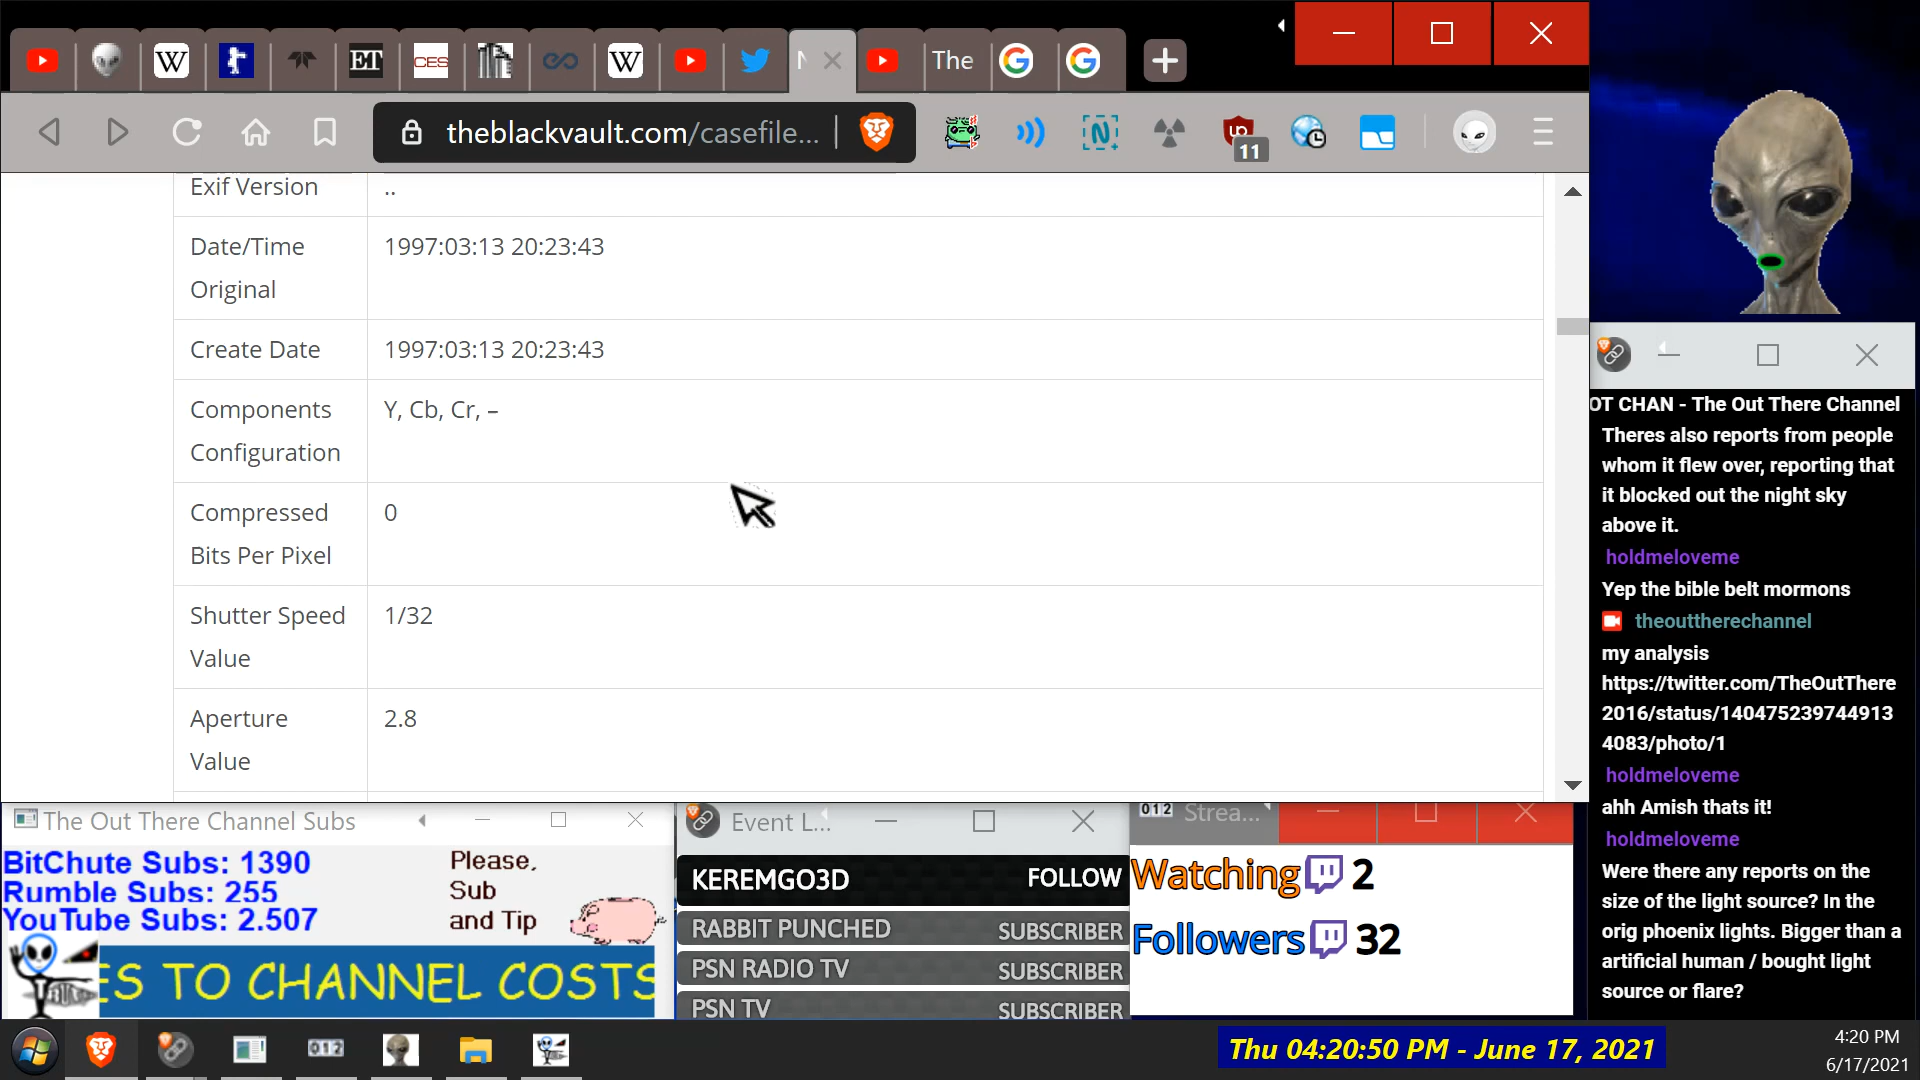 W
ET
CES
W
The
theblackvault.com/casefile...
11
Exif Version
..
Date/Time
Original
1997:03:13 20:23:43
Create Date
1997:03:13 20:23:43
Components
Configuration
Y, Cb, Cr, –
Compressed
Bits Per Pixel
0
Shutter Speed
Value
1/32
Aperture
Value
2.8
OT CHAN - The Out There Channel
Theres also reports from people
whom it flew over, reporting that
it blocked out the night sky
above it.
holdmeloveme
Yep the bible belt mormons
theouttherechannel
my analysis
https://twitter.com/TheOutThere
2016/status/140475239744913
4083/photo/1
holdmeloveme
ahh Amish thats it!
holdmeloveme
Were there any reports on the
size of the light source? In the
orig phoenix lights. Bigger than a
artificial human / bought light
source or flare?
The Out There Channel Subs
BitChute Subs: 1390
Rumble Subs: 255
YouTube Subs: 2.507
Please,
Sub
and Tip
ES TO CHANNEL COSTS
Event L...
KEREMGO3D FOLLOW
RABBIT PUNCHED SUBSCRIBER
PSN RADIO TV SUBSCRIBER
PSN TV SUBSCRIBER
012 Strea...
Watching 2
Followers 32
012
Thu 04:20:50 PM - June 17, 2021
4:20 PM
6/17/2021